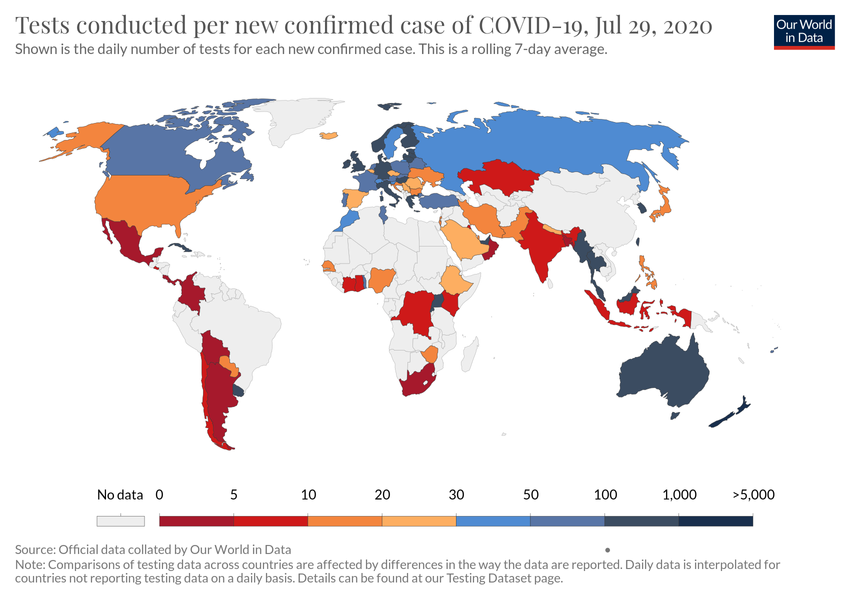 Tests conducted per new confirmed case of COVID-19, Jul 29, 2020
Our World
in Data
Shown is the daily number of tests for each new confirmed case. This is a rolling 7-day average.
No data 0 5 10 20 30 50 100 1,000 >5,000
Source: Official data collated by Our World in Data •
Note: Comparisons of testing data across countries are affected by differences in the way the data are reported. Daily data is interpolated for
countries not reporting testing data on a daily basis. Details can be found at our Testing Dataset page.